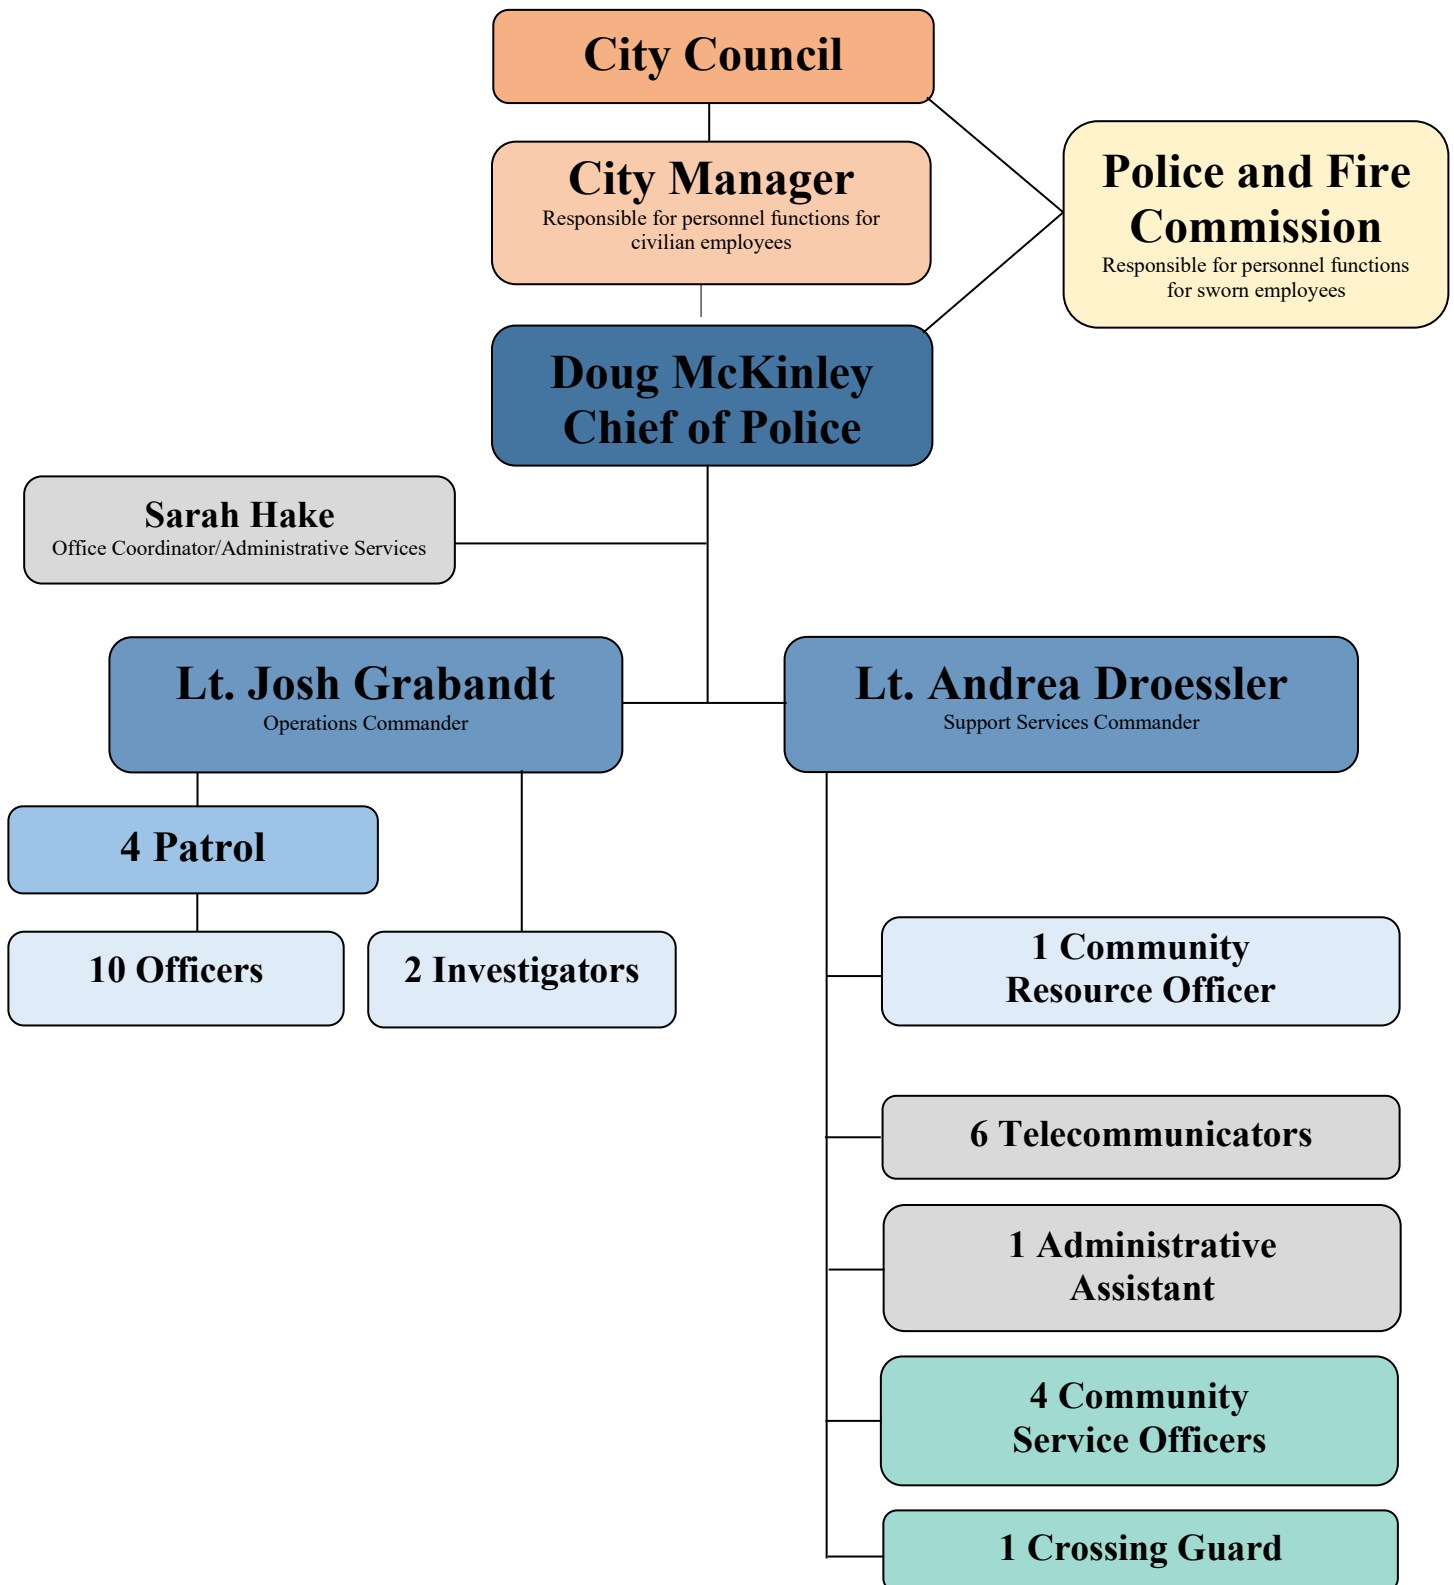 City Council
City Manager
Responsible for personnel functions for
civilian employees
Police and Fire
Commission
Responsible for personnel functions
for sworn employees
Doug McKinley
Chief of Police
Sarah Hake
Office Coordinator/Administrative Services
Lt. Josh Grabandt
Operations Commander
Lt. Andrea Droessler
Support Services Commander
4 Patrol
10 Officers
2 Investigators
1 Community
Resource Officer
6 Telecommunicators
1 Administrative
Assistant
4 Community
Service Officers
1 Crossing Guard